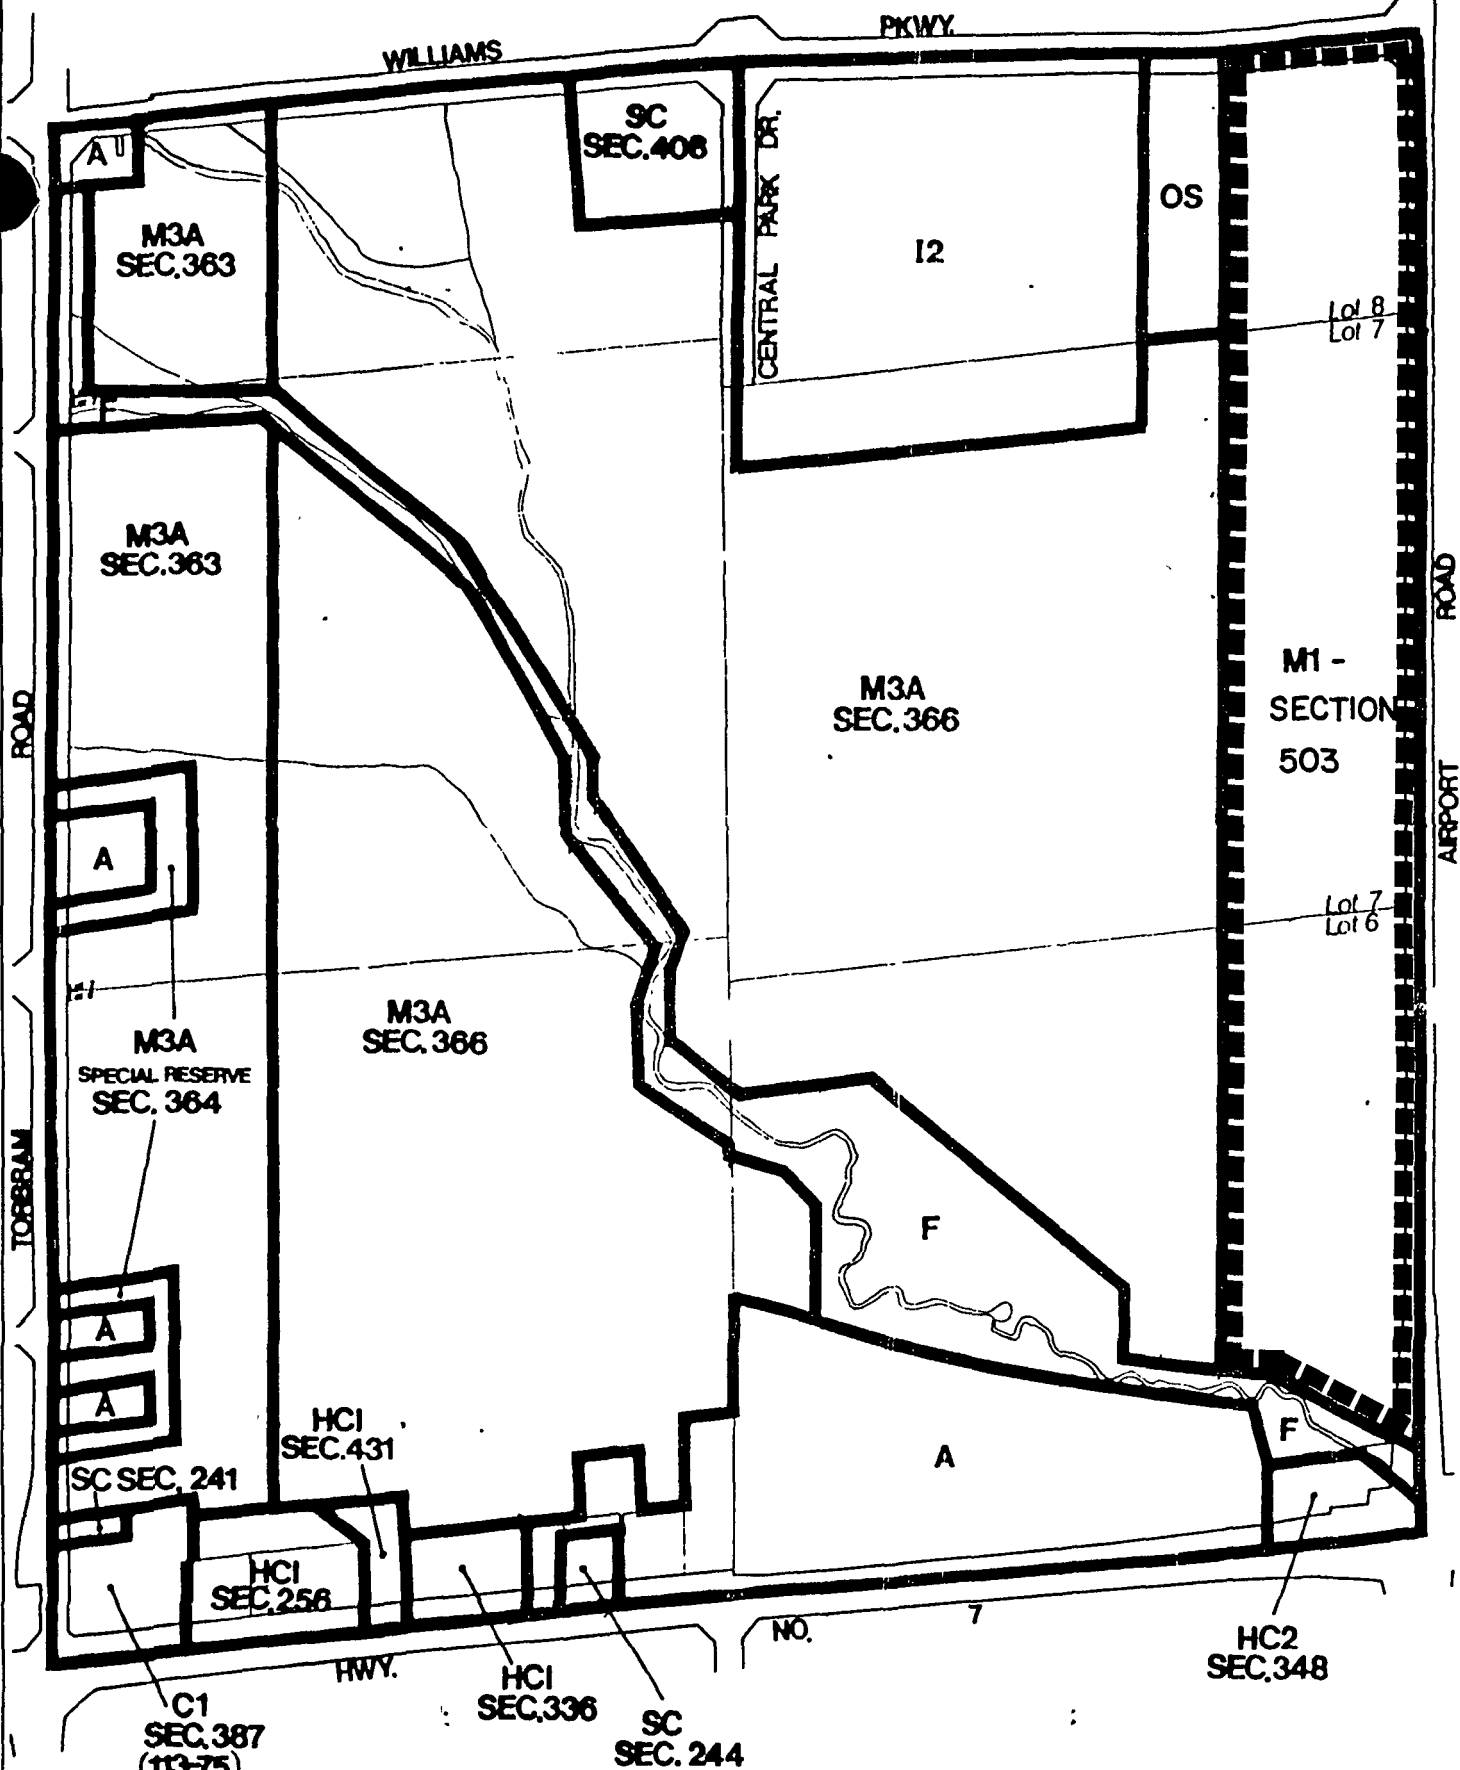 WILLIAMS
PKWY.
A
SC
SEC. 408
CENTRAL PARK DR.
OS
I2
M3A
SEC. 363
Lot 8
Lot 7
M3A
SEC. 363
ROAD
M1 -
SECTION
503
M3A
SEC. 366
ROAD
AIRPORT
A
Lot 7
Lot 6
M3A
SEC. 366
M3A
SPECIAL RESERVE
SEC. 364
TORBRAM
F
A
A
HC1
SEC. 431
F
A
SC SEC. 241
HC1
SEC. 256
NO.
7
HC2
SEC. 348
HWY.
HC1
SEC. 336
C1
SEC. 387
(113-75)
SC
SEC. 244